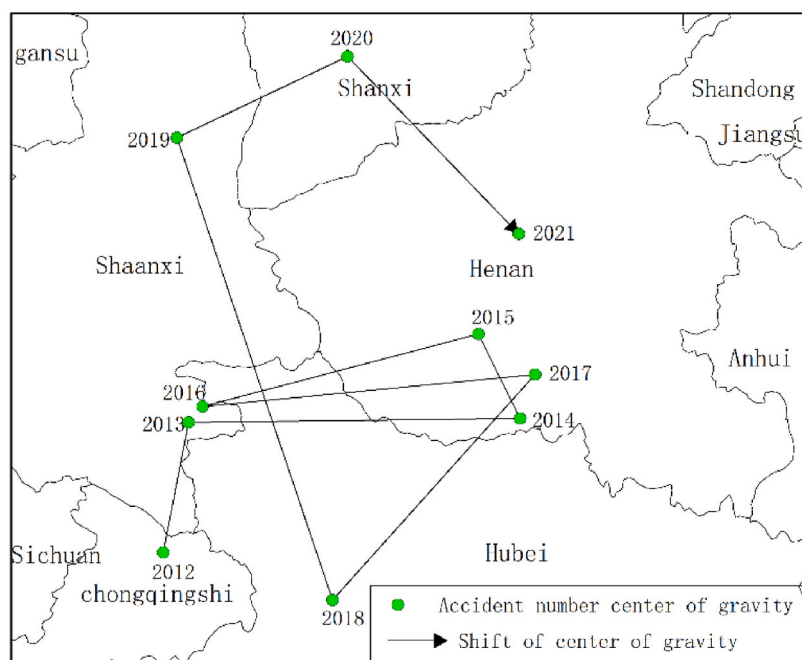 2020
gansu
Shanxi
Shandong
Jiangsu
2019
2021
Shaanxi
Henan
2015
Anhui
2017
2016
2013
2014
Sichuan
2012
Hubei
chongqingshi
2018
Accident number center of gravity
Shift of center of gravity